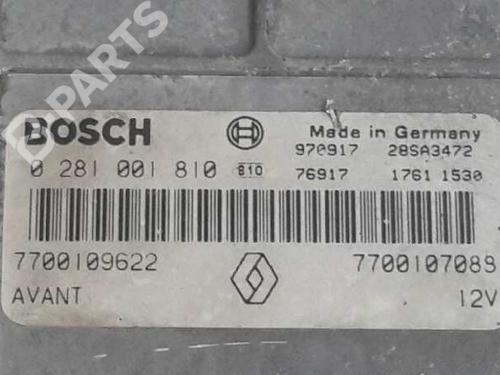 B-PARTS
BOSCH Made in Germany
970917 28SA3472
0 281 001 810 810 76917 1761 1530
7700109622 7700107089
AVANT 12V